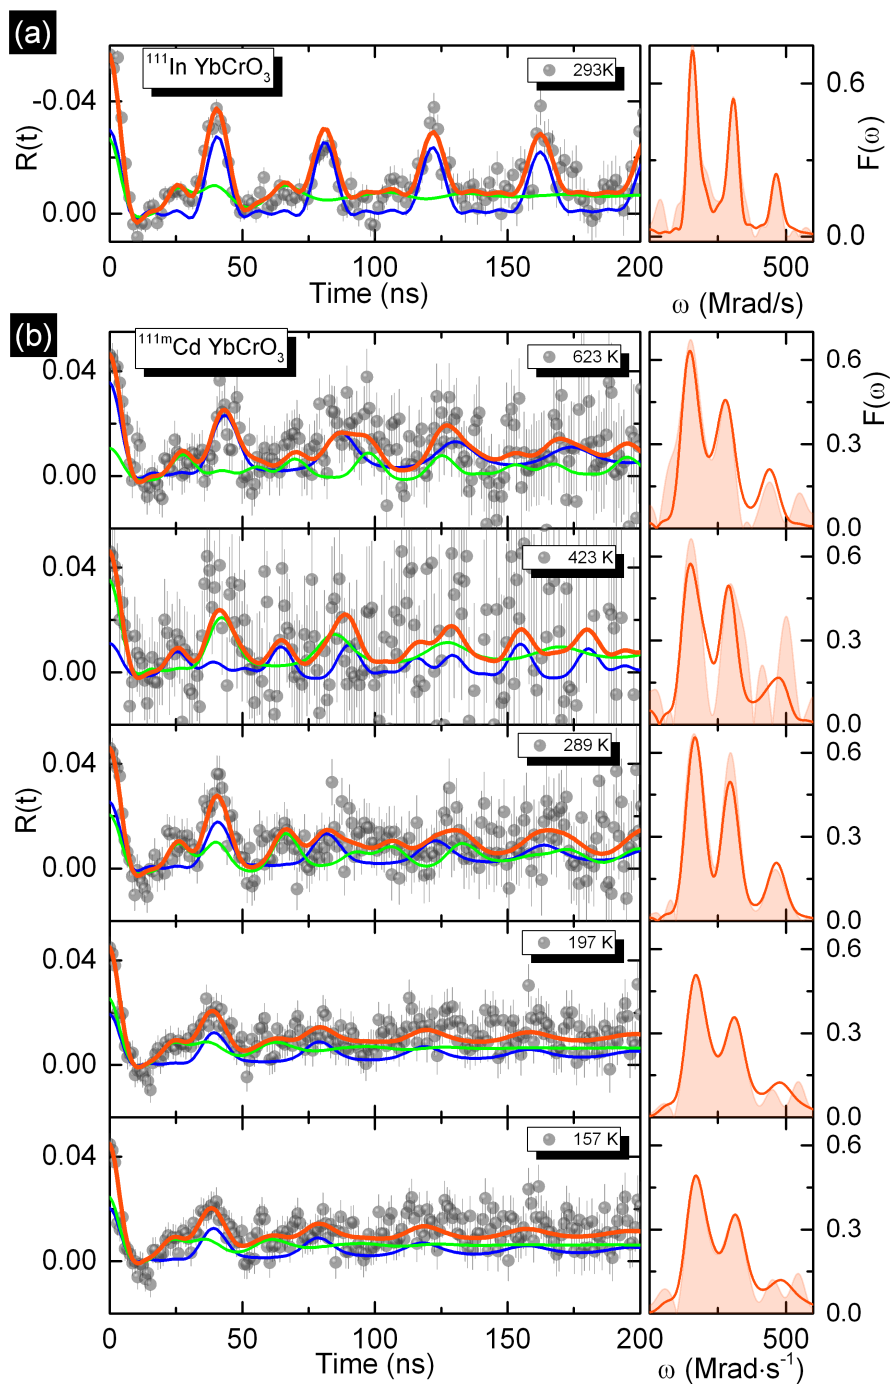 (a)
¹¹¹In YbCrO₃
293K
-0.04
0.00
R(t)
0.6
0.0
F(ω)
0 50 100 150 200
Time (ns)
0 500
ω (Mrad/s)
(b)
¹¹¹ᵐCd YbCrO₃
623 K
0.04
0.00
0.6
0.3
0.0
F(ω)
423 K
0.04
0.00
0.6
0.3
0.0
289 K
0.04
0.00
R(t)
0.6
0.3
0.0
197 K
0.04
0.00
0.6
0.3
0.0
157 K
0.04
0.00
0.6
0.3
0.0
0 50 100 150 200
Time (ns)
0 500
ω (Mrad·s⁻¹)